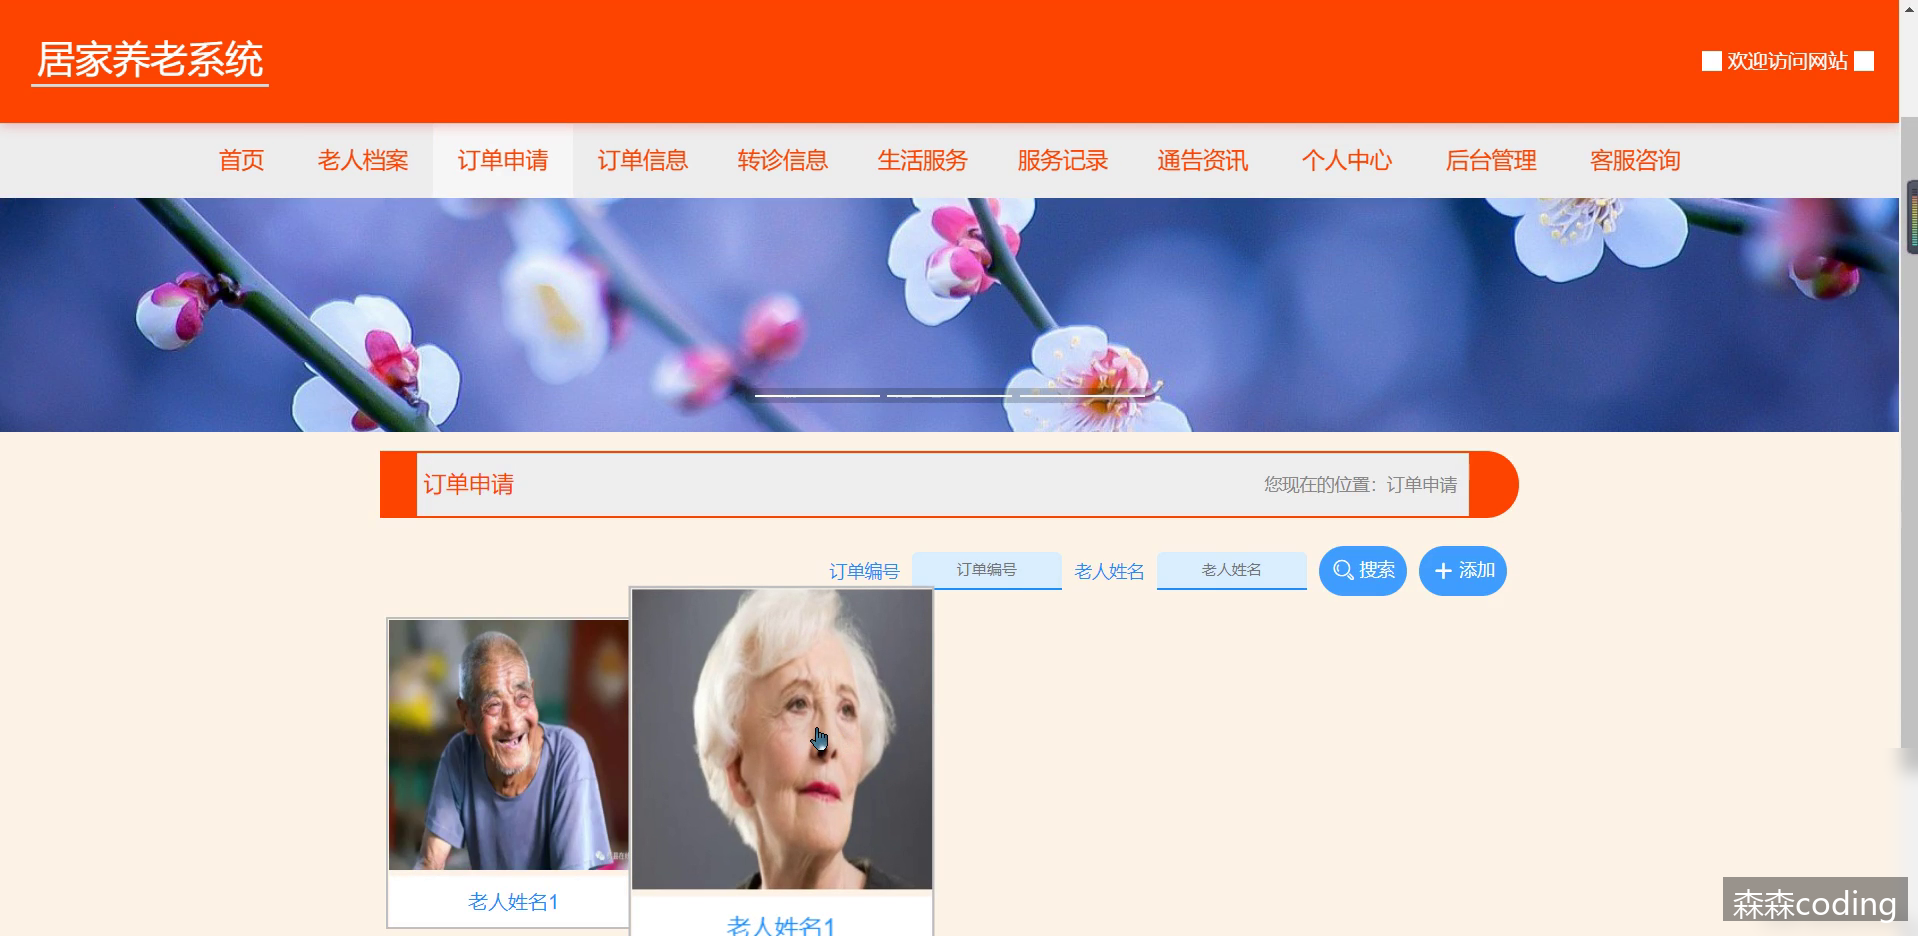 居家养老系统
欢迎访问网站
首页 老人档案 订单申请 订单信息 转诊信息 生活服务 服务记录 通告资讯 个人中心 后台管理 客服咨询
订单申请
您现在的位置：订单申请
订单编号 订单编号 老人姓名 老人姓名 搜索 添加
老人姓名1
老人姓名1
森森coding